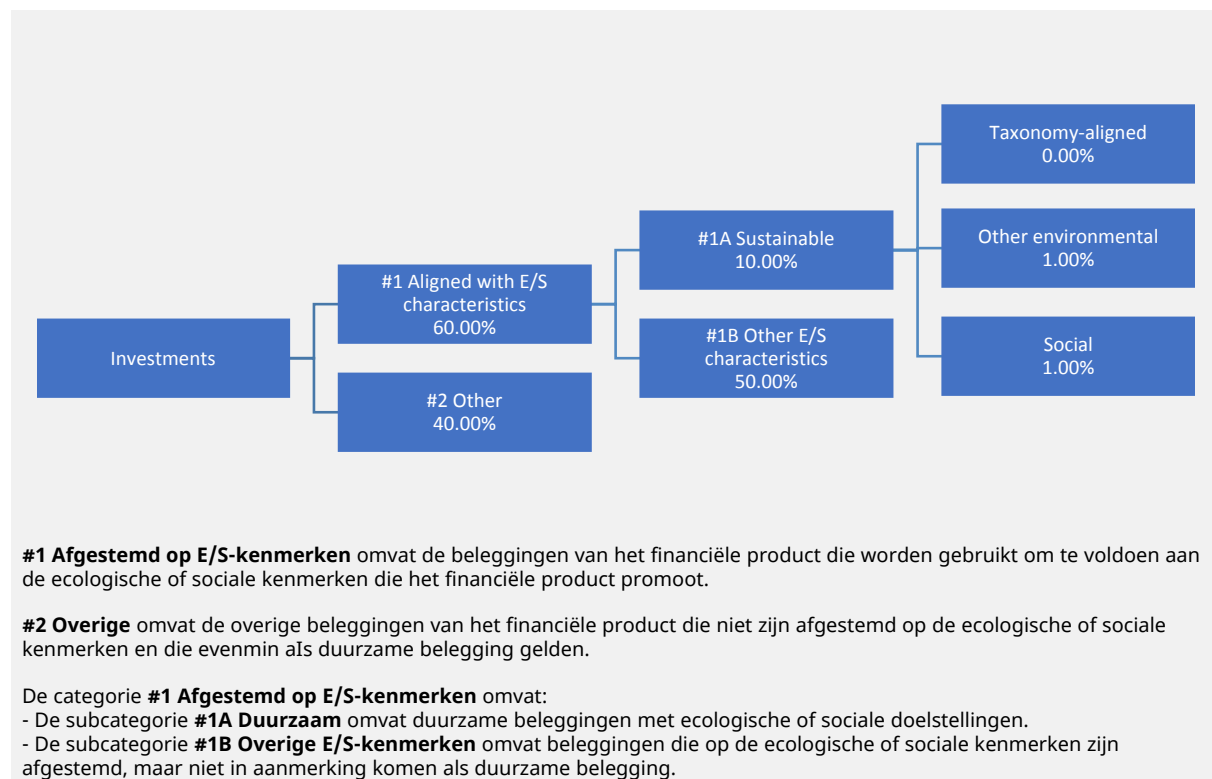 Taxonomy-aligned
0.00%
#1A Sustainable
10.00%
Other environmental
1.00%
#1 Aligned with E/S
characteristics
60.00%
Investments
#1B Other E/S
characteristics
50.00%
Social
1.00%
#2 Other
40.00%
#1 Afgestemd op E/S-kenmerken omvat de beleggingen van het financiële product die worden gebruikt om te voldoen aan
de ecologische of sociale kenmerken die het financiële product promoot.
#2 Overige omvat de overige beleggingen van het financiële product die niet zijn afgestemd op de ecologische of sociale
kenmerken en die evenmin aIs duurzame belegging gelden.
De categorie #1 Afgestemd op E/S-kenmerken omvat:
- De subcategorie #1A Duurzaam omvat duurzame beleggingen met ecologische of sociale doelstellingen.
- De subcategorie #1B Overige E/S-kenmerken omvat beleggingen die op de ecologische of sociale kenmerken zijn
afgestemd, maar niet in aanmerking komen als duurzame belegging.